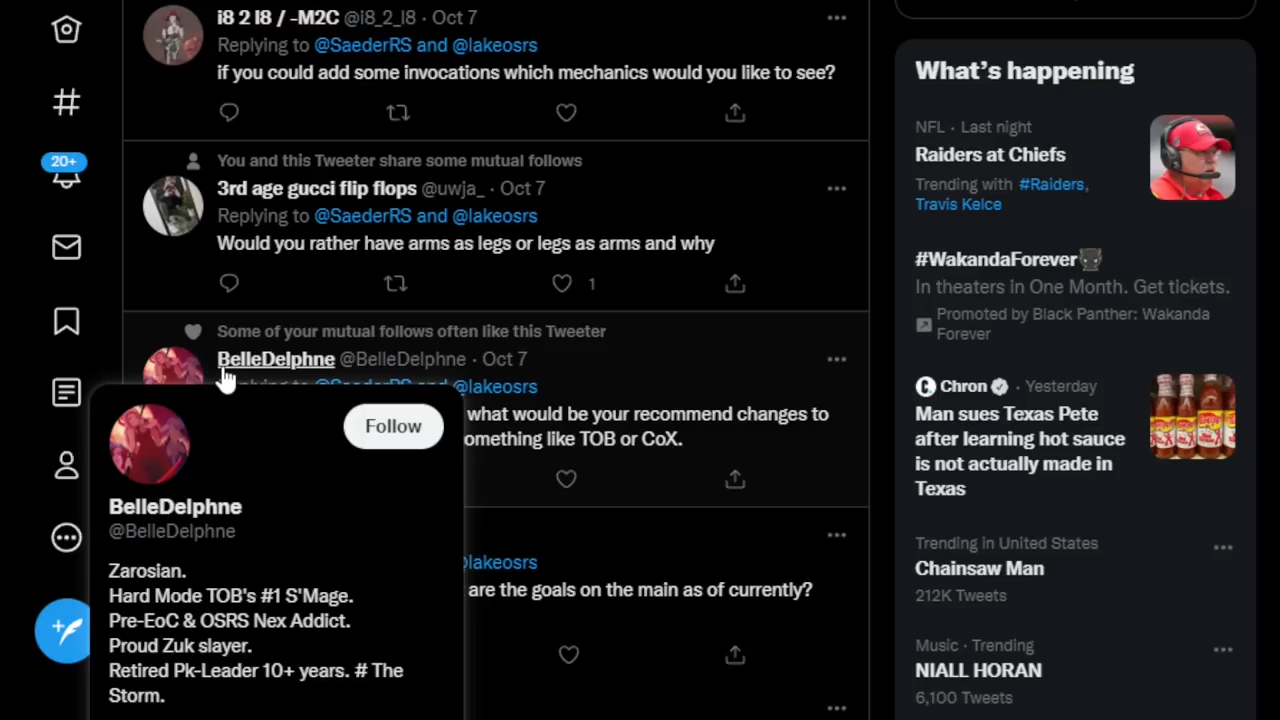 i8 2 l8 / -M2C @i8_2_l8 · Oct 7
Replying to @SaederRS and @lakeosrs
if you could add some invocations which mechanics would you like to see?
You and this Tweeter share some mutual follows
3rd age gucci flip flops @uwja_ · Oct 7
Replying to @SaederRS and @lakeosrs
Would you rather have arms as legs or legs as arms and why
1
Some of your mutual follows often like this Tweeter
BelleDelphne @BelleDelphne · Oct 7
Replying to @SaederRS and @lakeosrs
what would be your recommend changes to
omething like TOB or CoX.
lakeosrs
are the goals on the main as of currently?
20+
Follow
BelleDelphne
@BelleDelphne
Zarosian.
Hard Mode TOB's #1 S'Mage.
Pre-EoC & OSRS Nex Addict.
Proud Zuk slayer.
Retired Pk-Leader 10+ years. # The
Storm.
What's happening
NFL · Last night
Raiders at Chiefs
Trending with #Raiders,
Travis Kelce
#WakandaForever
In theaters in One Month. Get tickets.
Promoted by Black Panther: Wakanda
Forever
Chron · Yesterday
Man sues Texas Pete
after learning hot sauce
is not actually made in
Texas
Trending in United States
Chainsaw Man
212K Tweets
Music · Trending
NIALL HORAN
6,100 Tweets